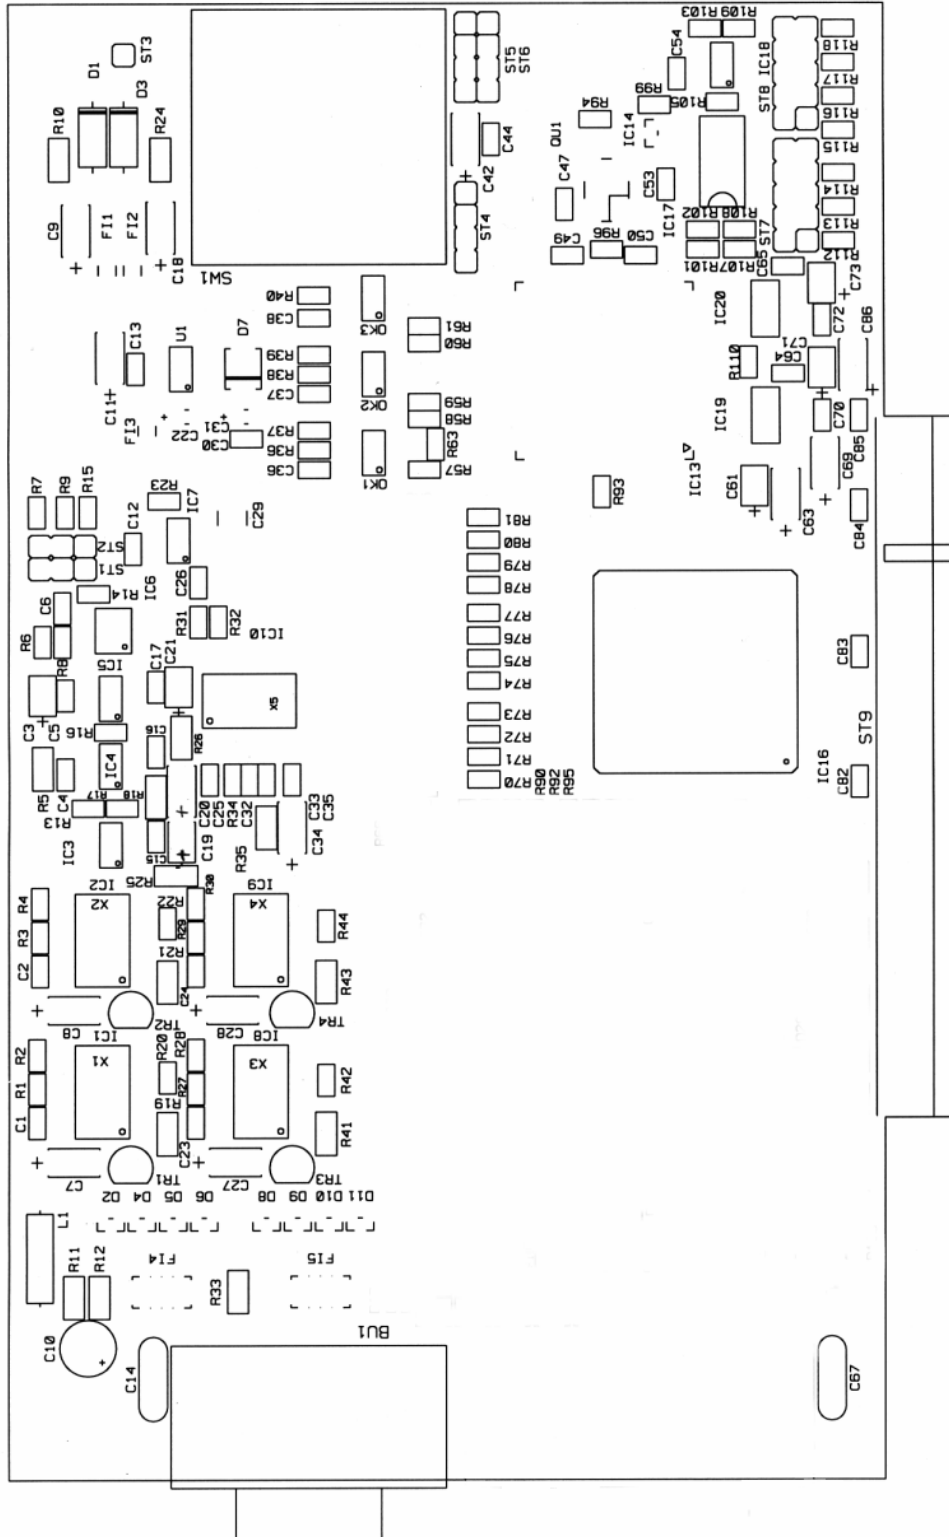 R103
R109
C54
R99
R105
IC18
ST8
R118
R117
R116
R115
R114
R113
R112
ST3
D1
D3
R10
R24
ST5
ST6
C44
C42
ST4
QU1
R94
IC14
C47
C53
IC17
R102
R108
R101
R107
ST7
C65
C49
R96
C50
C9
FI1
FI2
C18
SW1
R40
C38
QK3
R61
R60
IC20
C73
C72
C71
C86
R110
C64
C13
U1
D7
R39
R38
C37
QK2
R59
R58
C11
FI3
C22
C31
C30
R37
R36
C36
QK1
R63
R57
IC19
C70
C85
C69
IC13
C61
C63
C84
R93
R7
R9
R15
R23
IC7
C12
C29
ST2
ST1
R14
IC6
C26
R81
R80
R79
R78
R77
R76
R75
R74
R73
R72
R71
R70
R90
R92
R95
C6
R6
R8
IC5
R31
R32
IC10
C17
C21
X5
C3
C5
R16
C16
R26
C83
ST9
IC16
C82
R5
C4
R17
R18
IC4
R13
IC3
C15
C20
C25
R34
C32
C33
C35
C34
C19
R35
R25
R30
R4
R3
C2
IC2
X2
R22
R29
R21
C24
IC9
X4
R44
R43
C8
IC1
TR2
C28
IC8
TR4
R2
R1
C1
X1
R20
R28
R27
R19
C23
X3
R42
R41
C7
TR1
C27
TR3
D2
D4
D5
D6
D8
D9
D10
D11
L1
R11
R12
FI4
R33
FI5
C10
C14
BU1
C67